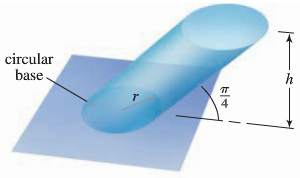 circular
base
r
π/4
h